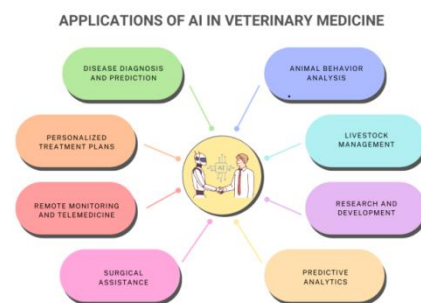 APPLICATIONS OF AI IN VETERINARY MEDICINE
DISEASE DIAGNOSIS
AND PREDICTION
ANIMAL BEHAVIOR
ANALYSIS
PERSONALIZED
TREATMENT PLANS
LIVESTOCK
MANAGEMENT
AI
REMOTE MONITORING
AND TELEMEDICINE
RESEARCH AND
DEVELOPMENT
SURGICAL
ASSISTANCE
PREDICTIVE
ANALYTICS